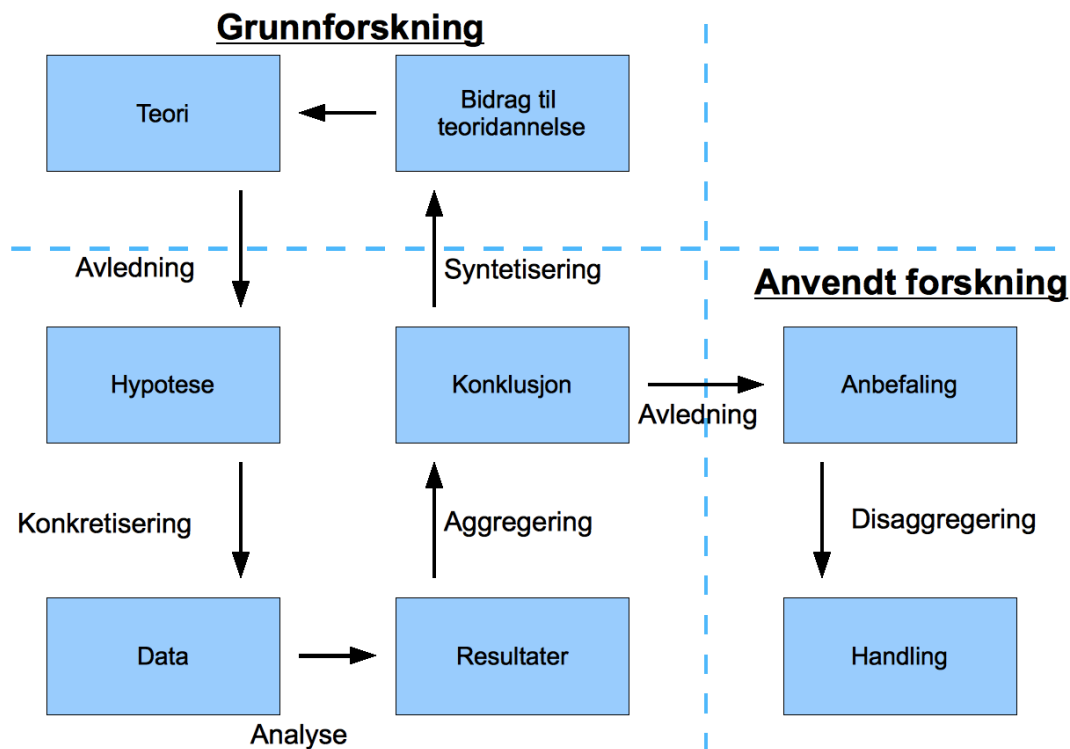 Grunnforskning
Teori
Bidrag til
teoridannelse
Avledning
Syntetisering
Anvendt forskning
Hypotese
Konklusjon
Avledning
Anbefaling
Konkretisering
Aggregering
Disaggregering
Data
Resultater
Handling
Analyse